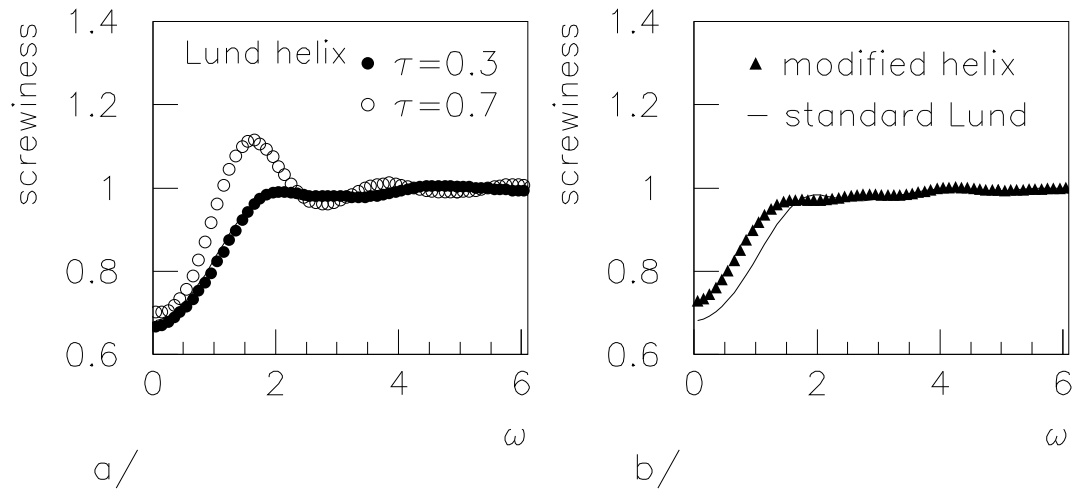 screwiness
1.4
1.2
1
0.8
0.6
0
2
4
6
Lund helix
τ=0.3
τ=0.7
ω
a/
screwiness
1.4
1.2
1
0.8
0.6
0
2
4
6
modified helix
standard Lund
ω
b/